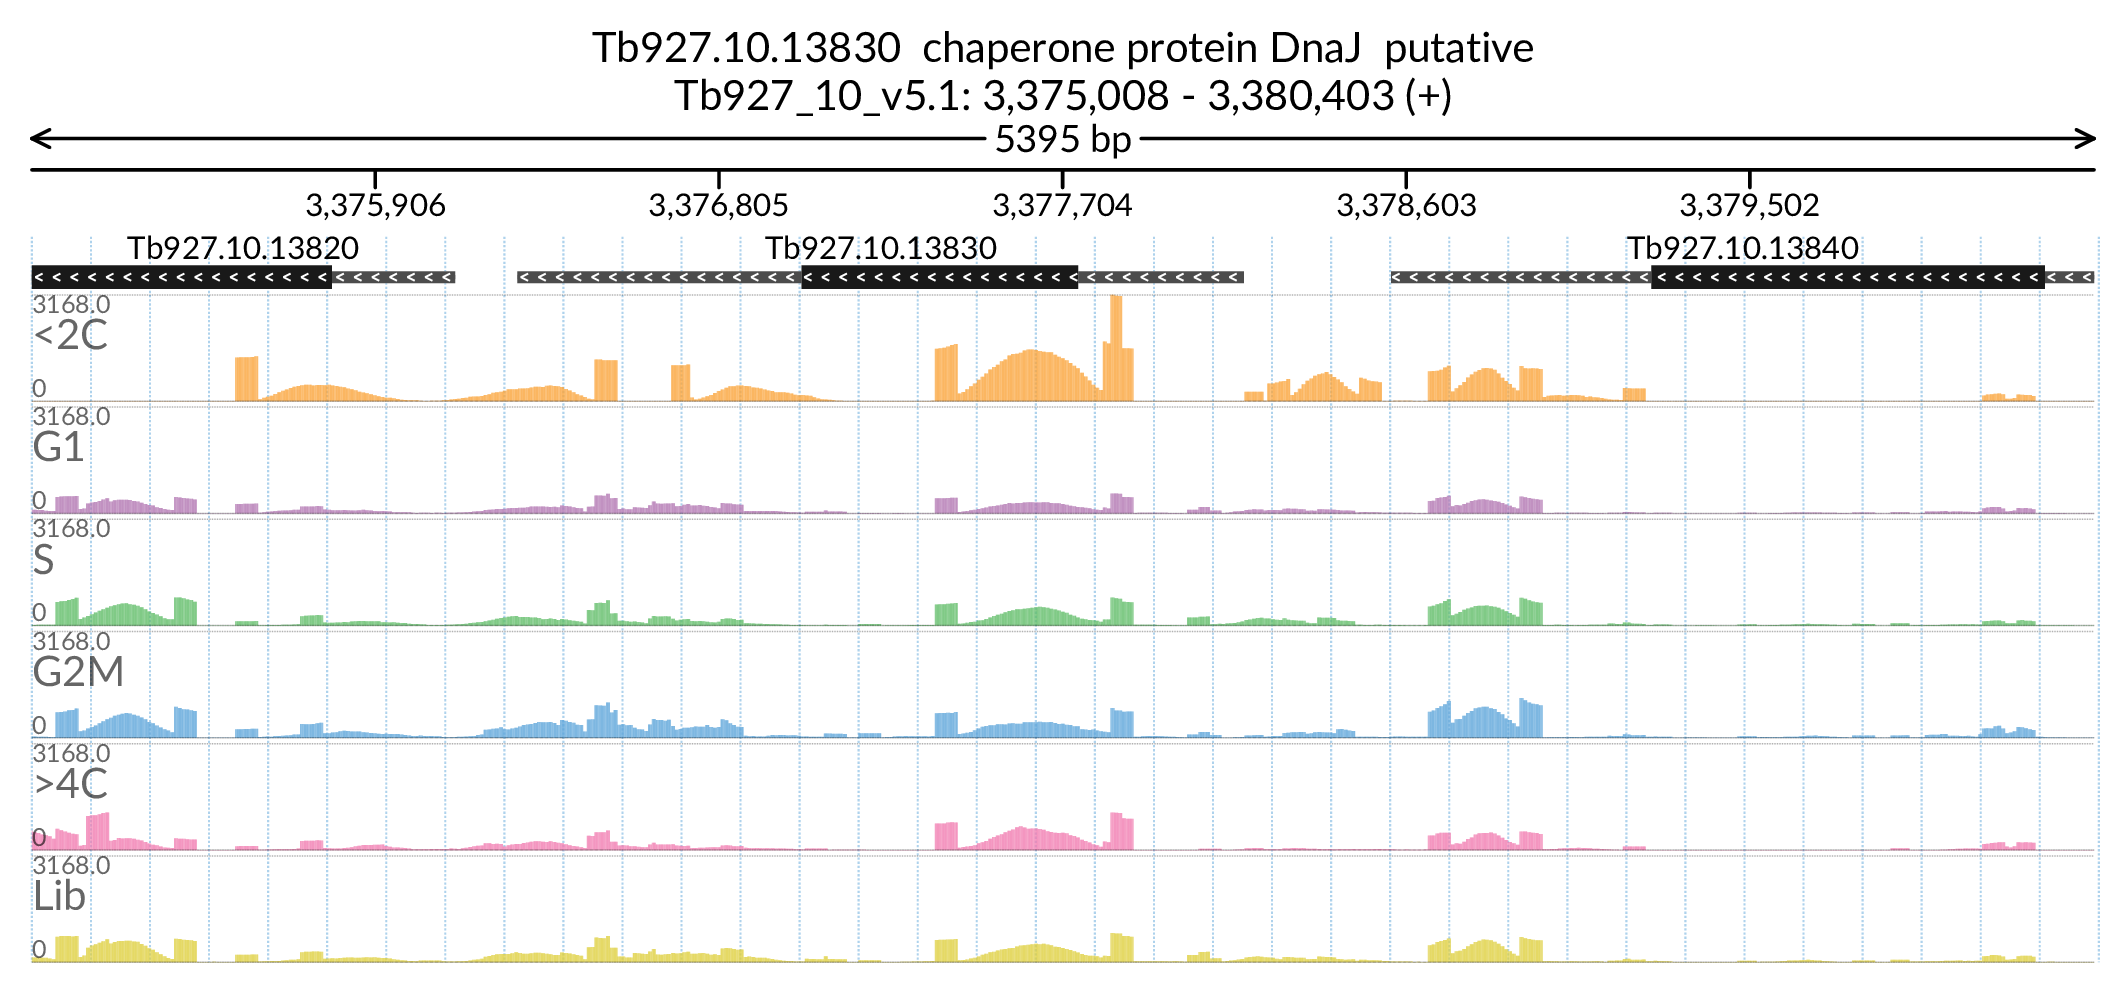 Tb927.10.13830  chaperone protein DnaJ  putative
Tb927_10_v5.1: 3,375,008 - 3,380,403 (+)
5395 bp
3,375,906 3,376,805 3,377,704 3,378,603 3,379,502
Tb927.10.13820 Tb927.10.13830 Tb927.10.13840
3168.0
<2C
0
3168.0
G1
0
3168.0
S
0
3168.0
G2M
0
3168.0
>4C
0
3168.0
Lib
0